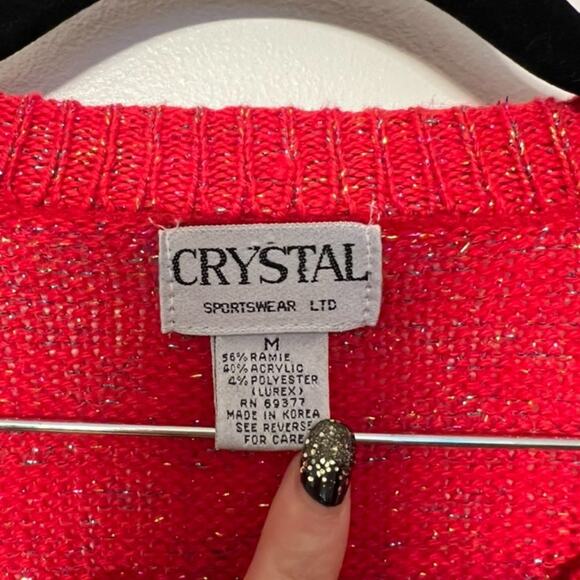 CRYSTAL
SPORTSWEAR LTD
M
56% RAMIE
40% ACRYLIC
4% POLYESTER
(LUREX)
RN 69377
MADE IN KOREA
SEE REVERSE
FOR CARE